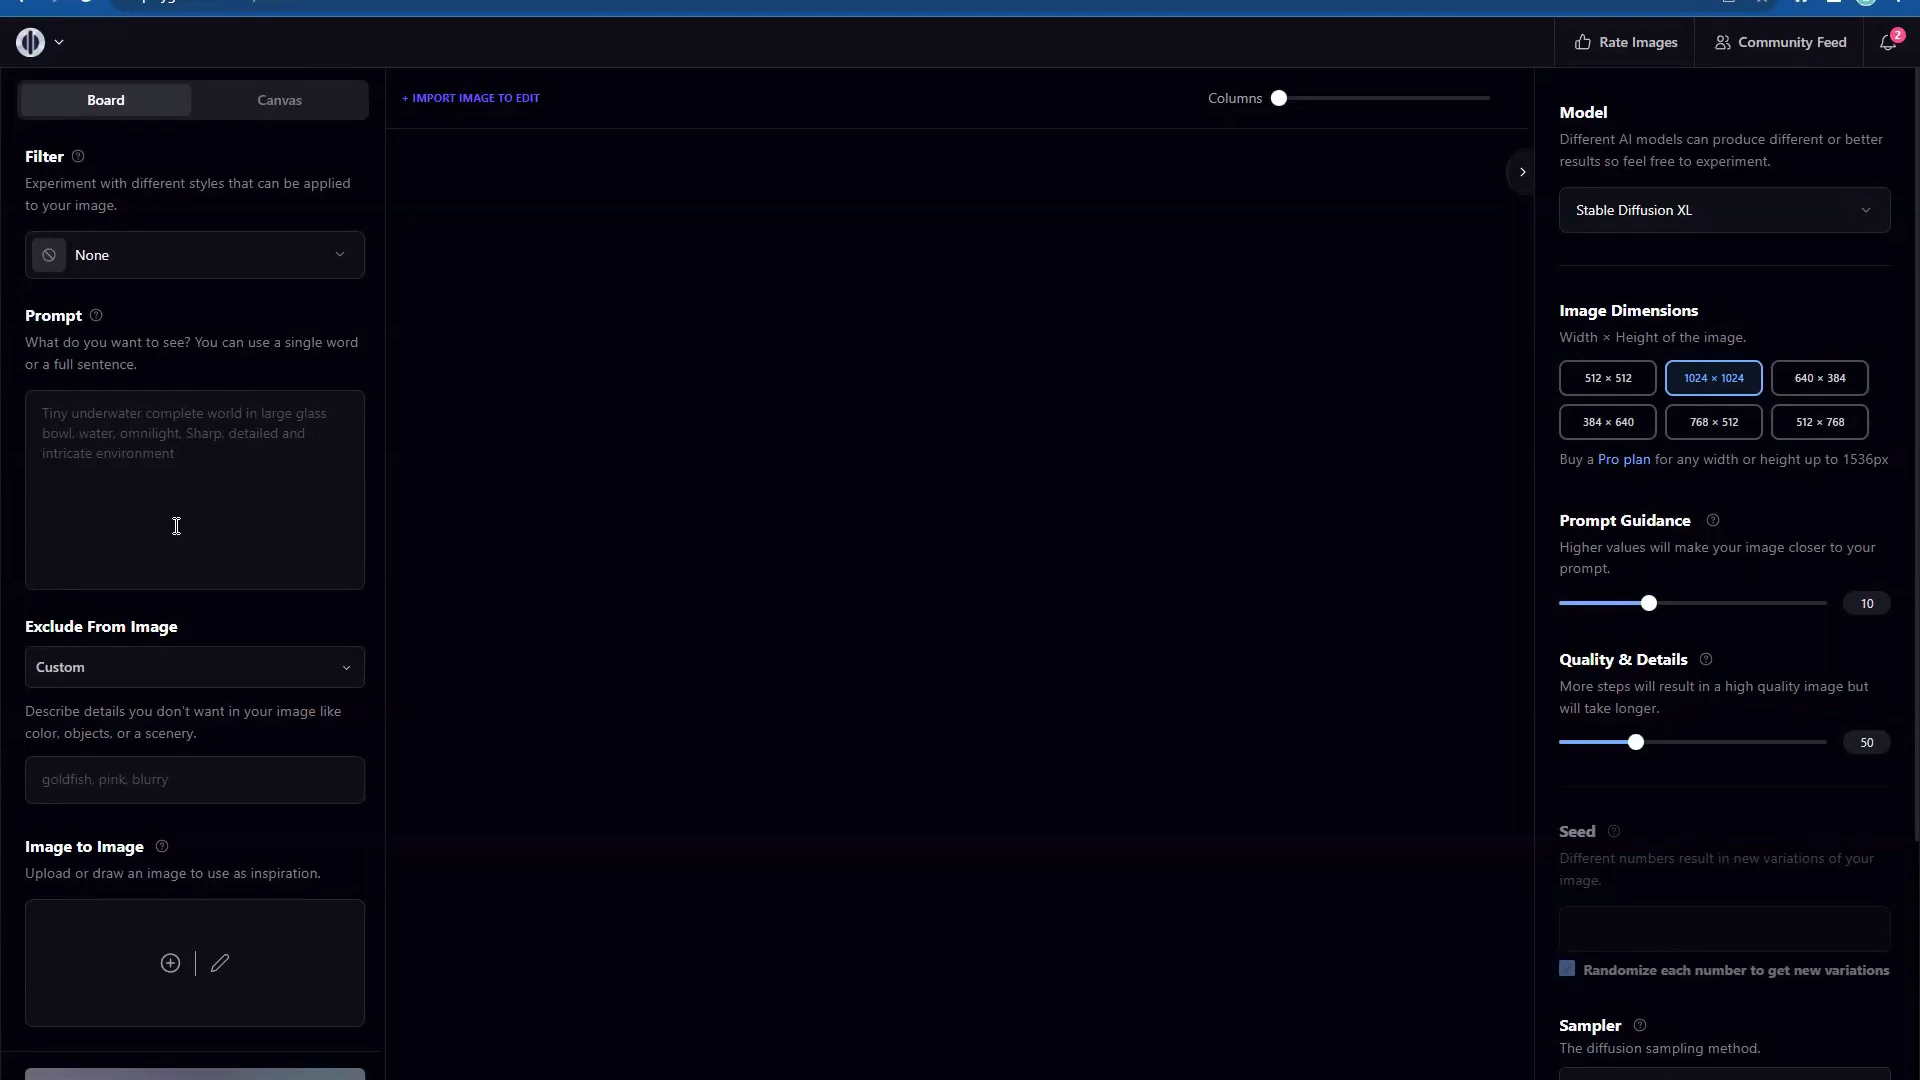 Rate Images
Community Feed
2
Board
Canvas
+ IMPORT IMAGE TO EDIT
Columns
Filter
Experiment with different styles that can be applied
to your image.
None
Prompt
What do you want to see? You can use a single word
or a full sentence.
Tiny underwater complete world in large glass
bowl, water, omnilight, Sharp, detailed and
intricate environment
Exclude From Image
Custom
Describe details you don't want in your image like
color, objects, or a scenery.
goldfish, pink, blurry
Image to Image
Upload or draw an image to use as inspiration.
Model
Different AI models can produce different or better
results so feel free to experiment.
Stable Diffusion XL
Image Dimensions
Width × Height of the image.
512 × 512
1024 × 1024
640 × 384
384 × 640
768 × 512
512 × 768
Buy a Pro plan for any width or height up to 1536px
Prompt Guidance
Higher values will make your image closer to your
prompt.
10
Quality & Details
More steps will result in a high quality image but
will take longer.
50
Seed
Different numbers result in new variations of your
image.
Randomize each number to get new variations
Sampler
The diffusion sampling method.